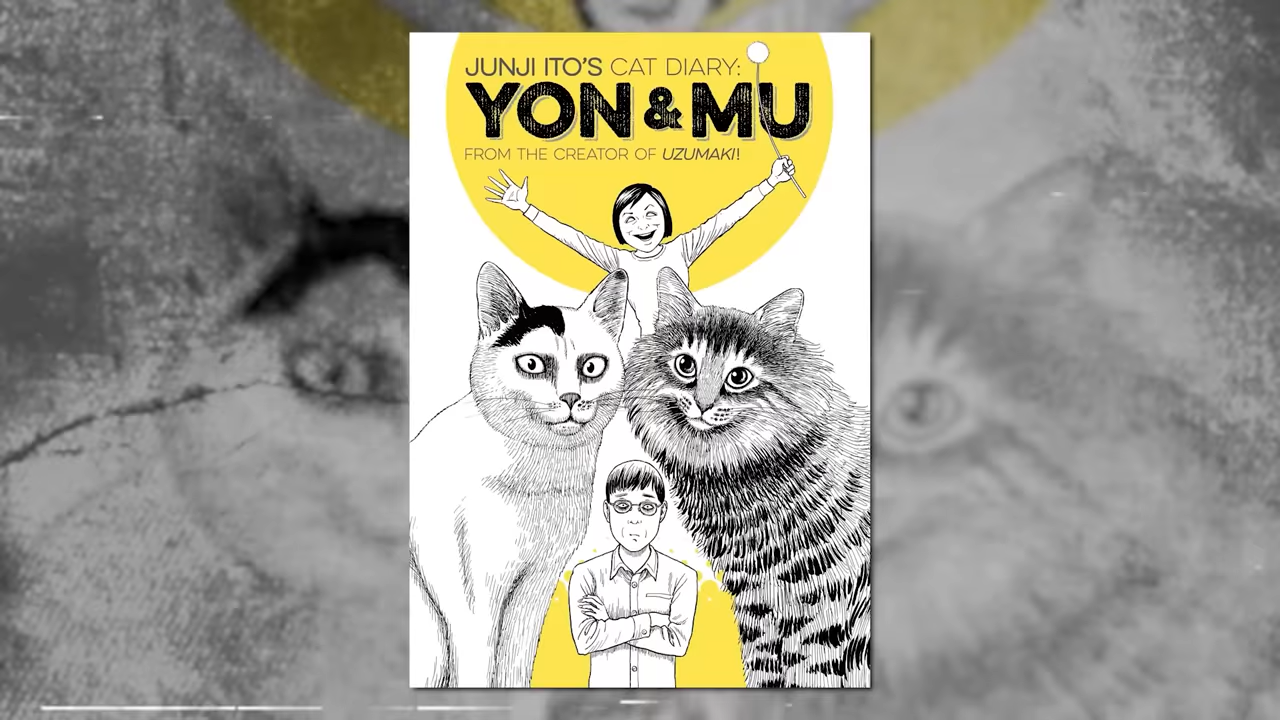 JUNJI ITO'S CAT DIARY:
YON & MU
FROM THE CREATOR OF UZUMAKI!